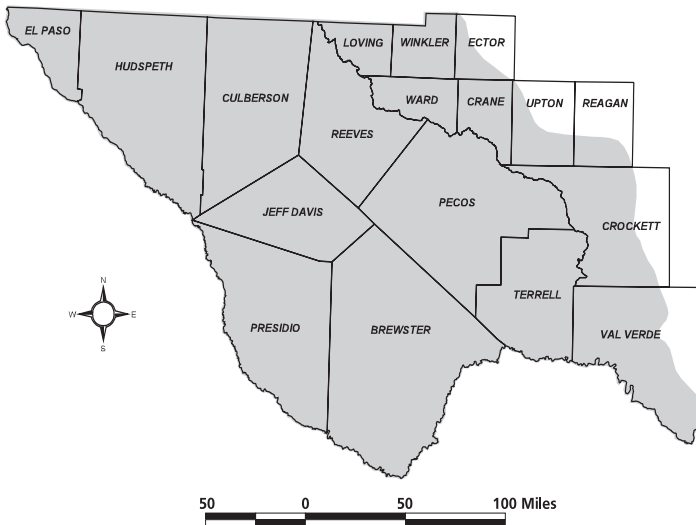 EL PASO
HUDSPETH
CULBERSON
LOVING
WINKLER
ECTOR
WARD
CRANE
UPTON
REAGAN
REEVES
JEFF DAVIS
PECOS
CROCKETT
TERRELL
PRESIDIO
BREWSTER
VAL VERDE
N
W E
S
50 0 50 100 Miles